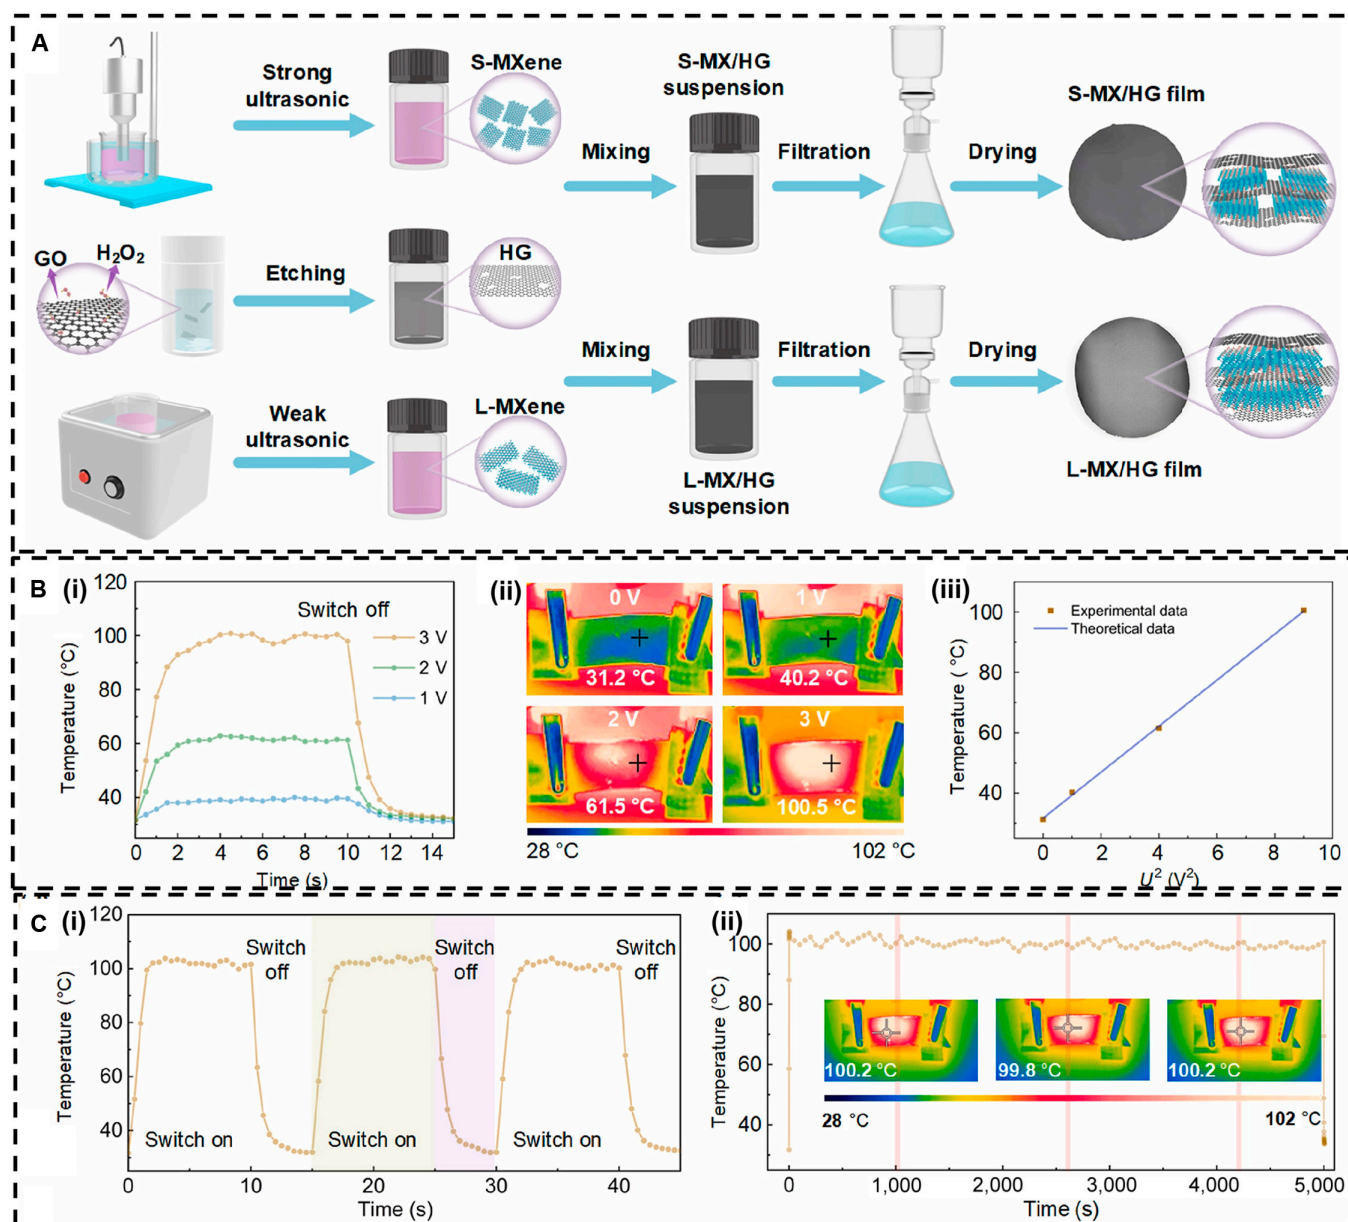 A
Strong
ultrasonic
S-MXene
S-MX/HG
suspension
Mixing
Filtration
Drying
S-MX/HG film
GO
H₂O₂
Etching
HG
Weak
ultrasonic
L-MXene
Mixing
Filtration
Drying
L-MX/HG
suspension
L-MX/HG film
B
(i)
120
100
80
60
40
Temperature (°C)
Switch off
3 V
2 V
1 V
0 2 4 6 8 10 12 14
Time (s)
(ii)
0 V
31.2 °C
1 V
40.2 °C
2 V
61.5 °C
3 V
100.5 °C
28 °C
102 °C
(iii)
100
80
60
40
Temperature ( °C)
Experimental data
Theoretical data
0 2 4 6 8 10
U² (V²)
C
(i)
120
100
80
60
40
Temperature (°C)
Switch
off
Switch
off
Switch
off
Switch on
Switch on
Switch on
0 10 20 30 40
Time (s)
(ii)
100
80
60
40
Temperature (°C)
100.2 °C
99.8 °C
100.2 °C
28 °C
102 °C
0 1,000 2,000 3,000 4,000 5,000
Time (s)